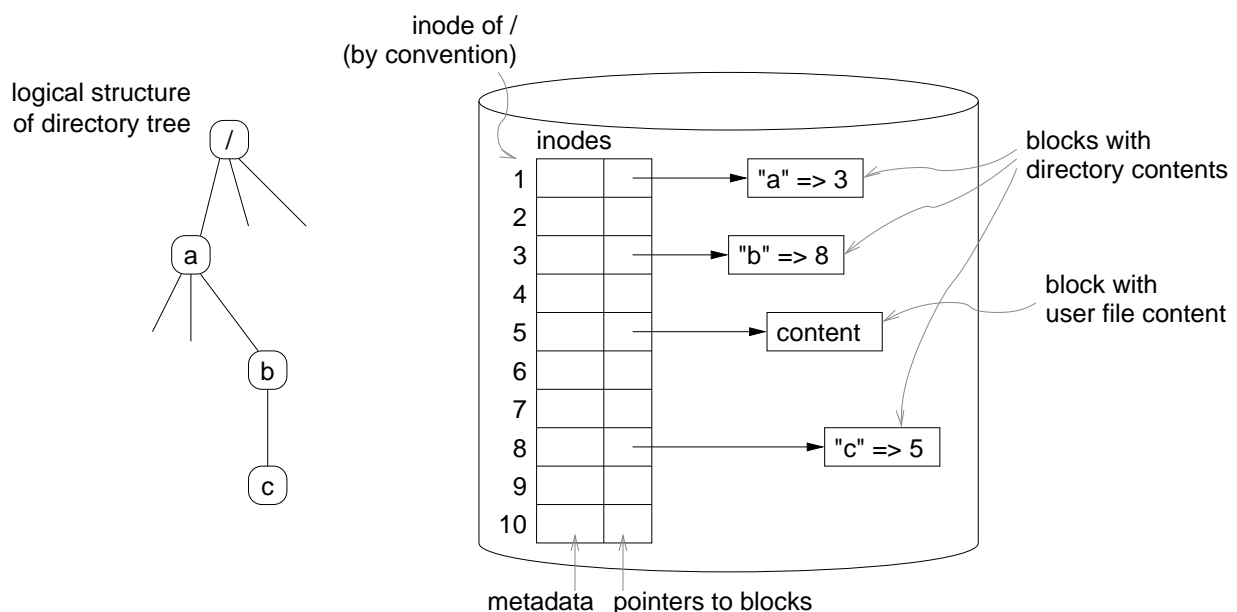 inode of /
(by convention)
logical structure
of directory tree
/
a
b
c
inodes
1
"a" => 3
2
3
"b" => 8
4
5
content
6
7
8
"c" => 5
9
10
blocks with
directory contents
block with
user file content
metadata
pointers to blocks